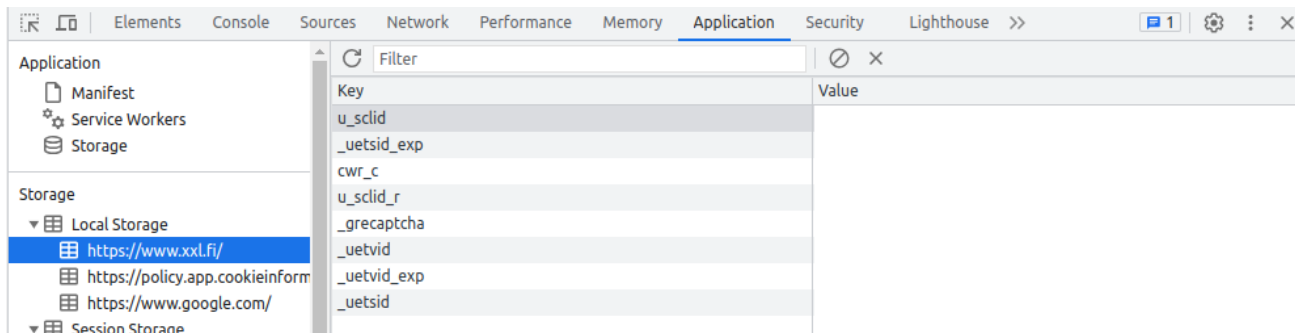 Elements Console Sources Network Performance Memory Application Security Lighthouse >> 1
Application
Manifest
Service Workers
Storage
Storage
Local Storage
https://www.xxl.fi/
https://policy.app.cookieinform
https://www.google.com/
Session Storage
Filter
Key Value
u_sclid
_uetsid_exp
cwr_c
u_sclid_r
_grecaptcha
_uetvid
_uetvid_exp
_uetsid